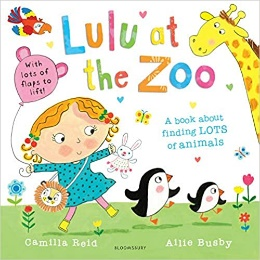 Lulu at
the Zoo
With
lots of
flaps to
lift!
A book about
finding LOTS
of animals
Camilla Reid
BLOOMSBURY
Ailie Busby